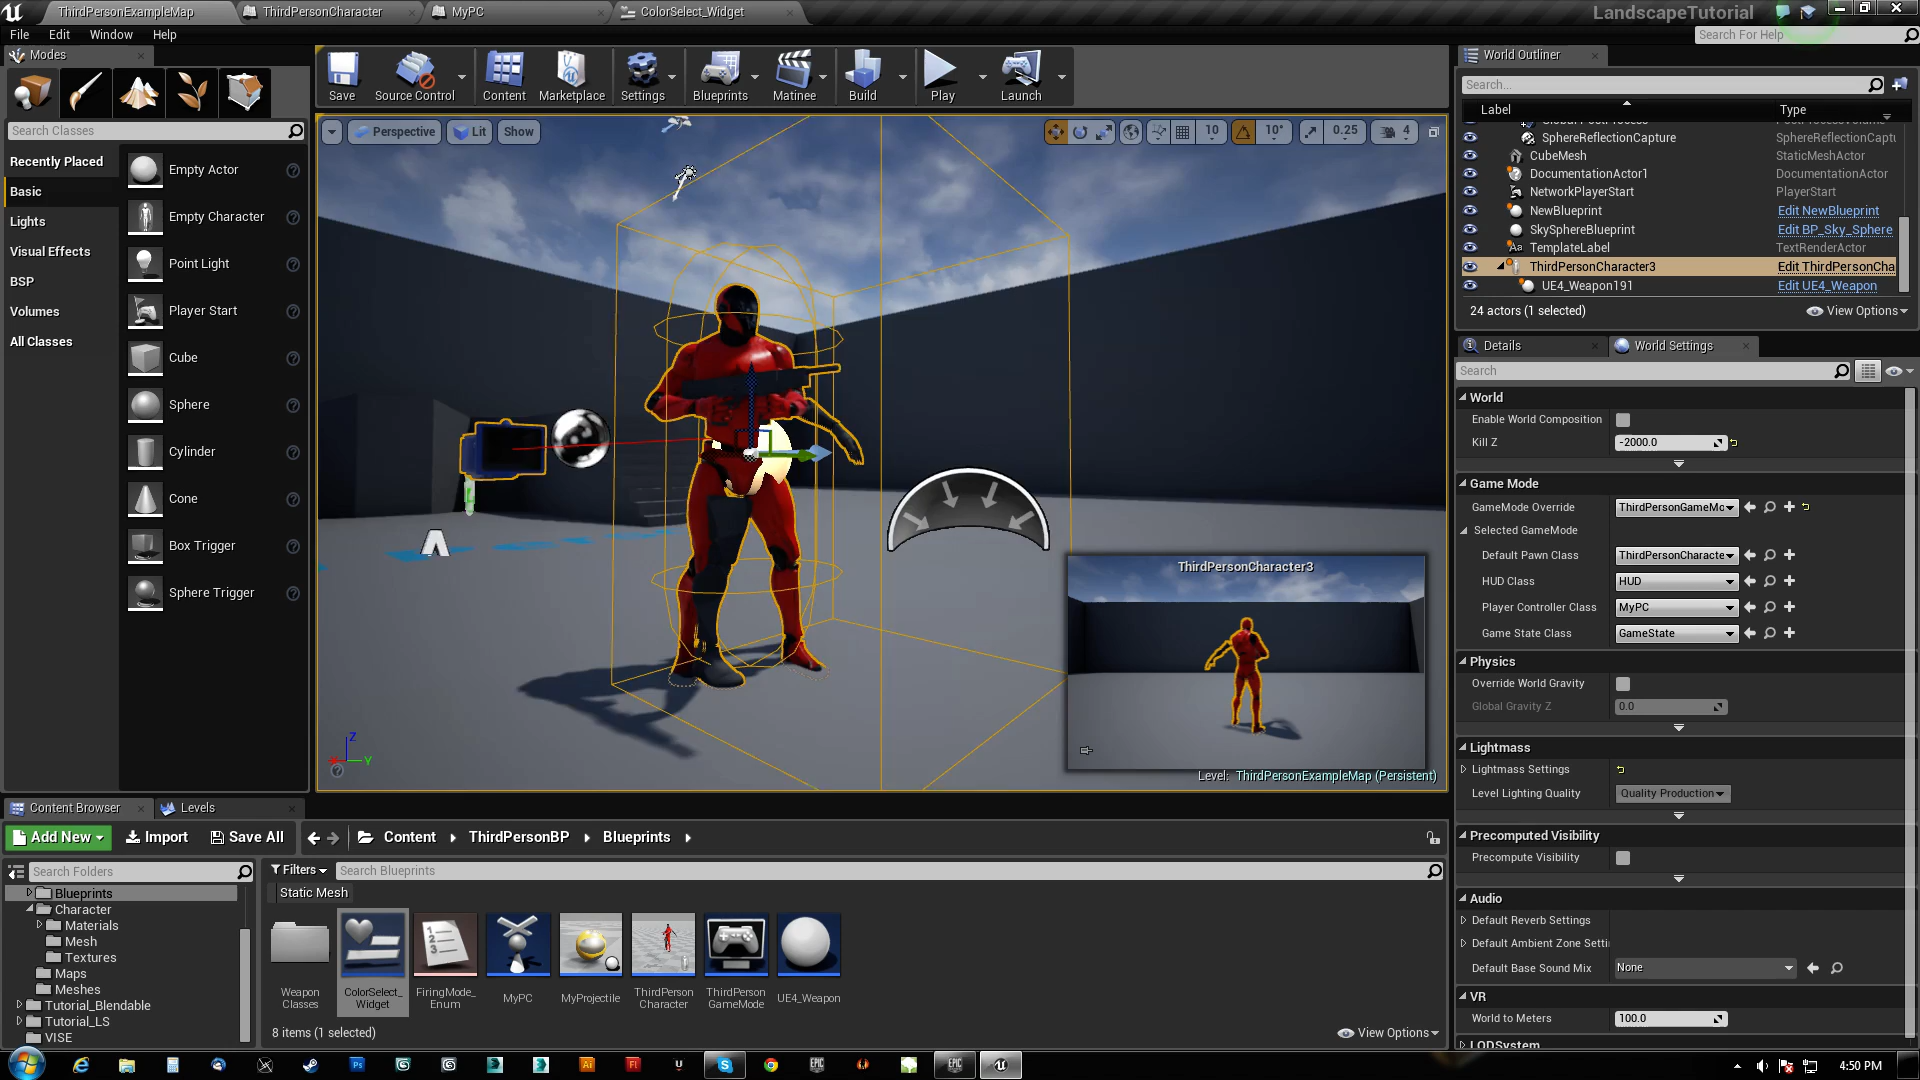 ThirdPersonExampleMap
ThirdPersonCharacter
MyPC
ColorSelect_Widget
LandscapeTutorial
File Edit Window Help
Search For Help
Modes
Save
Source Control
Content
Marketplace
Settings
Blueprints
Matinee
Build
Play
Launch
World Outliner
Search...
Label
Type
Search Classes
Perspective
Lit
Show
10
10°
0.25
4
Recently Placed
Basic
Lights
Visual Effects
BSP
Volumes
All Classes
Empty Actor
Empty Character
Point Light
Player Start
Cube
Sphere
Cylinder
Cone
Box Trigger
Sphere Trigger
SphereReflectionCapture SphereReflectionCaptu
CubeMesh StaticMeshActor
DocumentationActor1 DocumentationActor
NetworkPlayerStart PlayerStart
NewBlueprint Edit NewBlueprint
SkySphereBlueprint Edit BP_Sky_Sphere
TemplateLabel TextRenderActor
ThirdPersonCharacter3 Edit ThirdPersonCha
UE4_Weapon191 Edit UE4_Weapon
24 actors (1 selected)
View Options
Details
World Settings
Search
World
Enable World Composition
Kill Z -2000.0
Game Mode
GameMode Override ThirdPersonGameMo
Selected GameMode
Default Pawn Class ThirdPersonCharacte
HUD Class HUD
Player Controller Class MyPC
Game State Class GameState
Physics
Override World Gravity
Global Gravity Z 0.0
Lightmass
Lightmass Settings
Level Lighting Quality Quality Production
Precomputed Visibility
Precompute Visibility
Audio
Default Reverb Settings
Default Ambient Zone Setti
Default Base Sound Mix None
VR
World to Meters 100.0
LODSystem
ThirdPersonCharacter3
Z
Y
Level: ThirdPersonExampleMap (Persistent)
Content Browser
Levels
Add New
Import
Save All
Content
ThirdPersonBP
Blueprints
Search Folders
Filters
Search Blueprints
Static Mesh
Blueprints
Character
Materials
Mesh
Textures
Maps
Meshes
Tutorial_Blendable
Tutorial_LS
VISE
Weapon
Classes
ColorSelect_
Widget
FiringMode_
Enum
MyPC
MyProjectile
ThirdPerson
Character
ThirdPerson
GameMode
UE4_Weapon
8 items (1 selected)
View Options
4:50 PM